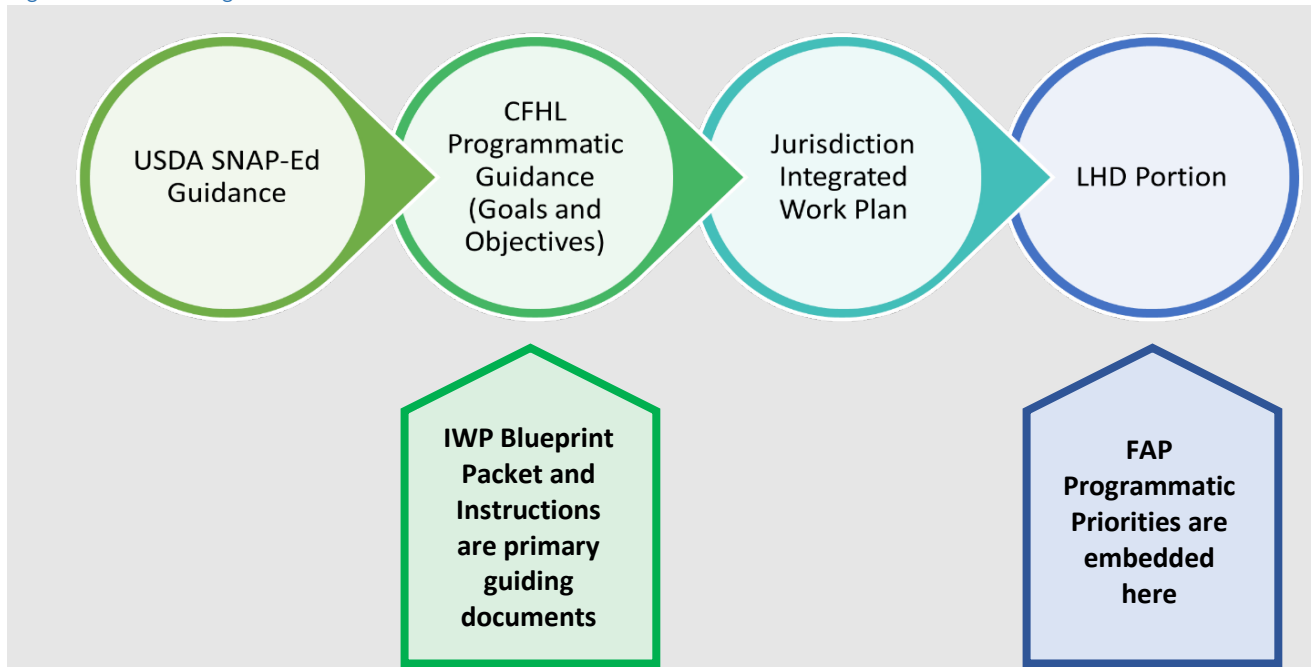 USDA SNAP-Ed
Guidance
CFHL
Programmatic
Guidance
(Goals and
Objectives)
Jurisdiction
Integrated
Work Plan
LHD Portion
IWP Blueprint
Packet and
Instructions
are primary
guiding
documents
FAP
Programmatic
Priorities are
embedded
here